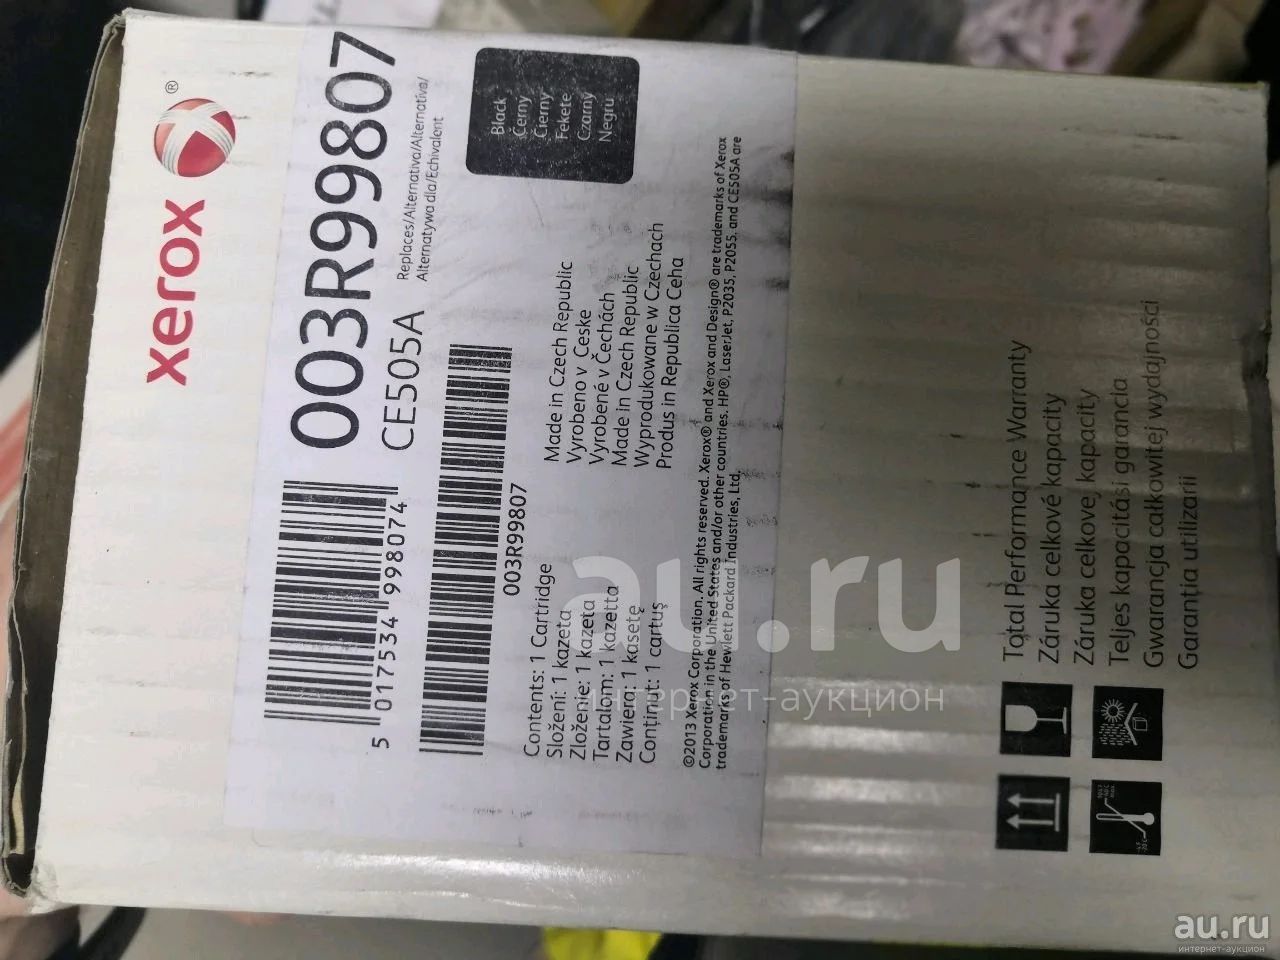 xerox ®
003R99807
CE505A
Replaces/Alternativa/Alternatíva/
Alternatywa dla/Echivalent
Black
Černy
Čierny
Fekete
Czarny
Negru
5 017534 998074
003R99807
Contents: 1 Cartridge
Složení: 1 kazeta
Zloženie: 1 kazeta
Tartalom: 1 kazetta
Zawiera: 1 kasetę
Conţinut: 1 cartuş
Made in Czech Republic
Vyrobeno v Ceske
Vyrobené v Čechách
Made in Czech Republic
Wyprodukowane w Czechach
Produs in Republica Ceha
©2013 Xerox Corporation. All rights reserved. Xerox® and Xerox and Design® are trademarks of Xerox
Corporation in the United States and/or other countries. HP®, LaserJet, P2035, P2055, and CE505A are
trademarks of Hewlett Packard Industries, Ltd.
Total Performance Warranty
Záruka celkové kapacity
Záruka celkovej kapacity
Teljes kapacitási garancia
Gwarancja całkowitej wydajności
Garanţia utilizarii
au.ru
интернет-аукцион
au.ru
интернет-аукцион